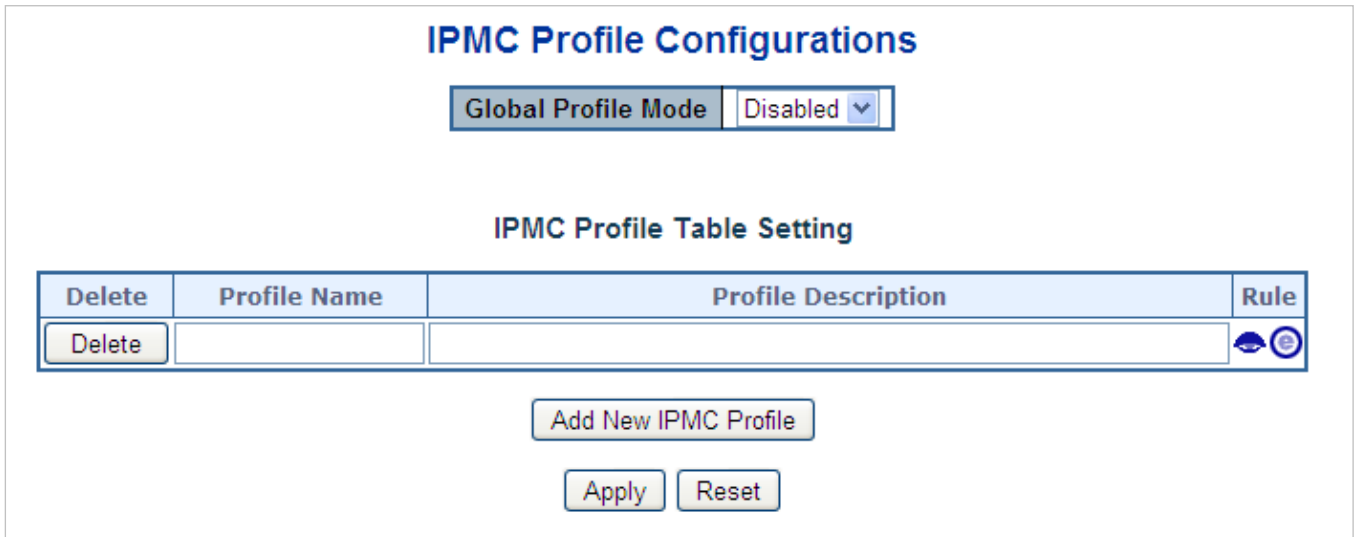 IPMC Profile Configurations
Global Profile Mode Disabled
IPMC Profile Table Setting
Delete Profile Name Profile Description Rule
Delete e
Add New IPMC Profile
Apply Reset